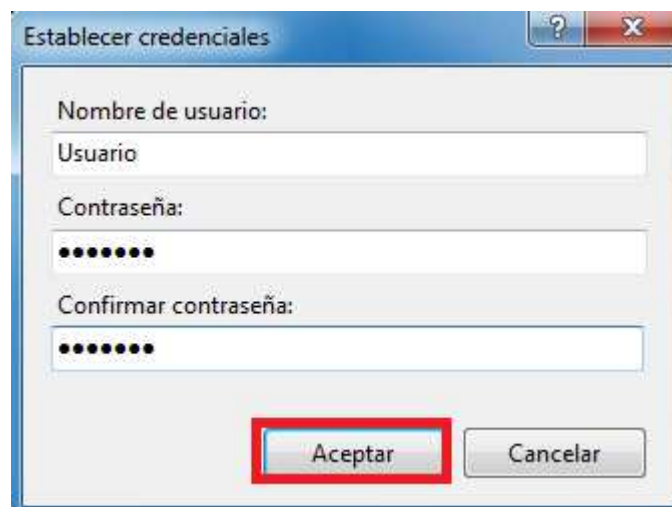 Establecer credenciales
Nombre de usuario:
Usuario
Contraseña:
●●●●●●●
Confirmar contraseña:
●●●●●●●
Aceptar Cancelar